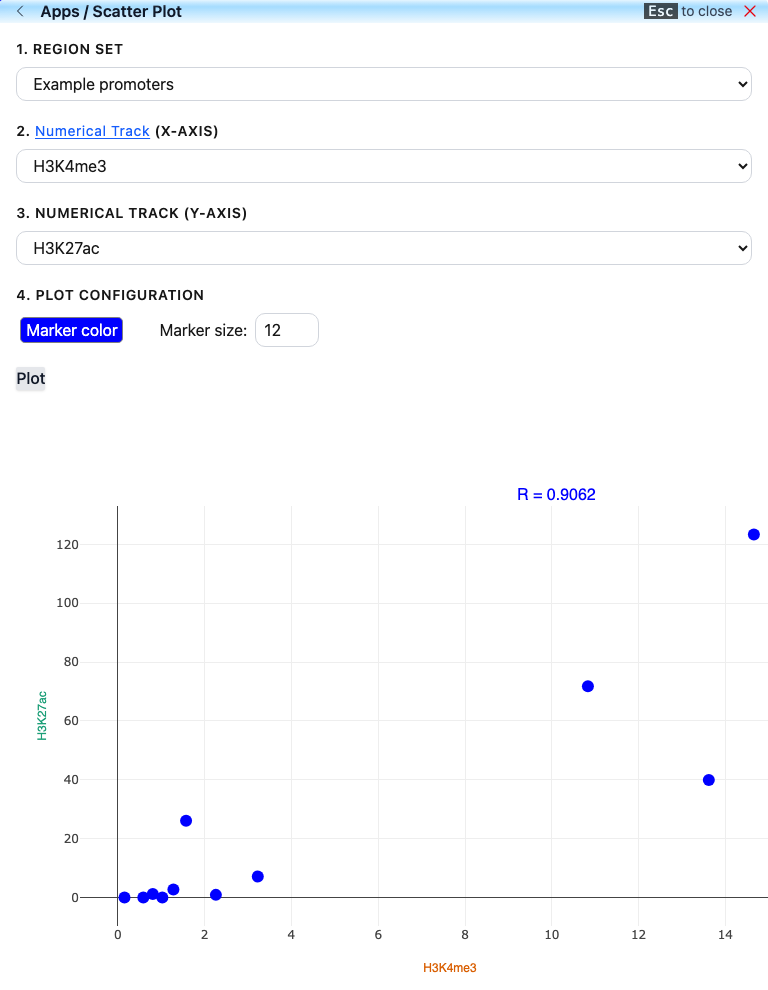 Apps / Scatter Plot Esc to close
1. REGION SET
Example promoters
2. Numerical Track (X-AXIS)
H3K4me3
3. NUMERICAL TRACK (Y-AXIS)
H3K27ac
4. PLOT CONFIGURATION
Marker color Marker size: 12
Plot
R = 0.9062
120
100
80
60
40
20
0
H3K27ac
0 2 4 6 8 10 12 14
H3K4me3